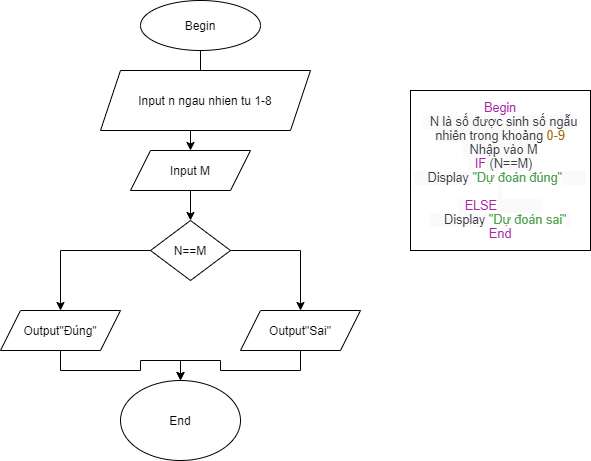 Begin
Input n ngau nhien tu 1-8
Input M
N==M
Output"Đúng"
Output"Sai"
End
Begin
N là số được sinh số ngẫu
nhiên trong khoảng 0-9
Nhập vào M
IF (N==M)
Display "Dự đoán đúng"
ELSE
Display "Dự đoán sai"
End